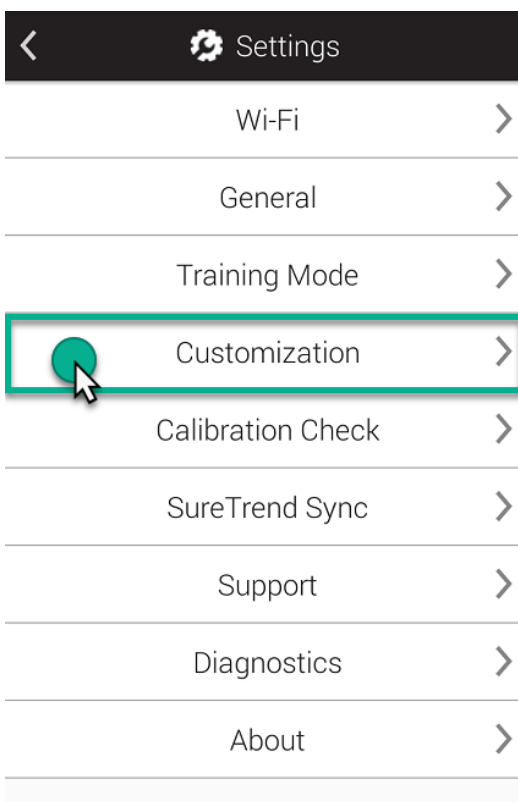 Settings
Wi-Fi
General
Training Mode
Customization
Calibration Check
SureTrend Sync
Support
Diagnostics
About